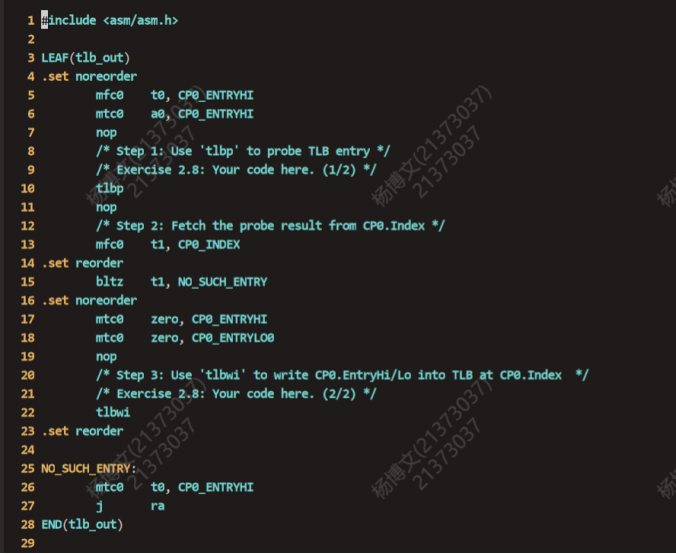 1 #include <asm/asm.h>
2
3 LEAF(tlb_out)
4 .set noreorder
5         mfc0    t0, CP0_ENTRYHI
6         mtc0    a0, CP0_ENTRYHI
7         nop
8         /* Step 1: Use 'tlbp' to probe TLB entry */
9         /* Exercise 2.8: Your code here. (1/2) */
10         tlbp
11         nop
12         /* Step 2: Fetch the probe result from CP0.Index */
13         mfc0    t1, CP0_INDEX
14 .set reorder
15         bltz    t1, NO_SUCH_ENTRY
16 .set noreorder
17         mtc0    zero, CP0_ENTRYHI
18         mtc0    zero, CP0_ENTRYLO0
19         nop
20         /* Step 3: Use 'tlbwi' to write CP0.EntryHi/Lo into TLB at CP0.Index  */
21         /* Exercise 2.8: Your code here. (2/2) */
22         tlbwi
23 .set reorder
24
25 NO_SUCH_ENTRY:
26         mtc0    t0, CP0_ENTRYHI
27         j       ra
28 END(tlb_out)
29
杨博文(21373037)
21373037
杨博文(21373037)
21373037
杨博文(21373037)
21373037
杨博文(21373037)
21373037